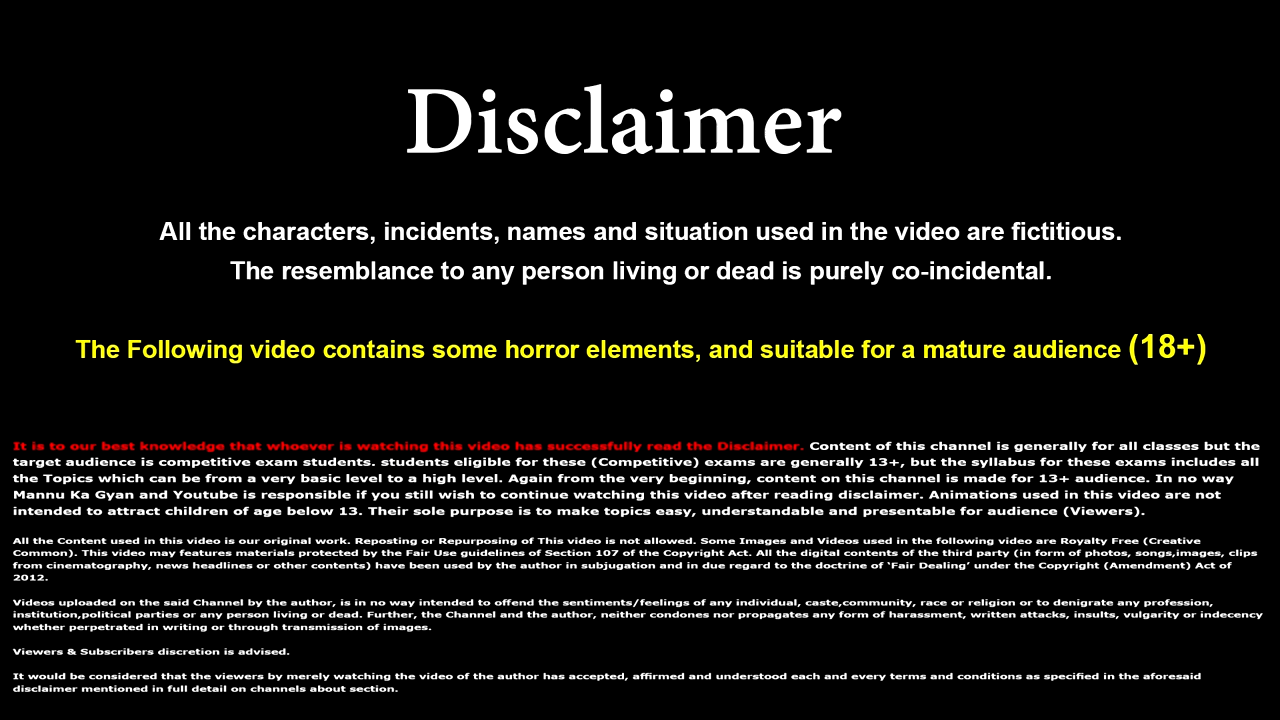 Disclaimer
All the characters, incidents, names and situation used in the video are fictitious.
The resemblance to any person living or dead is purely co-incidental.
The Following video contains some horror elements, and suitable for a mature audience (18+)
It is to our best knowledge that whoever is watching this video has successfully read the Disclaimer. Content of this channel is generally for all classes but the
target audience is competitive exam students. students eligible for these (Competitive) exams are generally 13+, but the syllabus for these exams includes all
the Topics which can be from a very basic level to a high level. Again from the very beginning, content on this channel is made for 13+ audience. In no way
Mannu Ka Gyan and Youtube is responsible if you still wish to continue watching this video after reading disclaimer. Animations used in this video are not
intended to attract children of age below 13. Their sole purpose is to make topics easy, understandable and presentable for audience (Viewers).
All the Content used in this video is our original work. Reposting or Repurposing of This video is not allowed. Some Images and Videos used in the following video are Royalty Free (Creative
Common). This video may features materials protected by the Fair Use guidelines of Section 107 of the Copyright Act. All the digital contents of the third party (in form of photos, songs,images, clips
from cinematography, news headlines or other contents) have been used by the author in subjugation and in due regard to the doctrine of ‘Fair Dealing’ under the Copyright (Amendment) Act of
2012.
Videos uploaded on the said Channel by the author, is in no way intended to offend the sentiments/feelings of any individual, caste,community, race or religion or to denigrate any profession,
institution,political parties or any person living or dead. Further, the Channel and the author, neither condones nor propagates any form of harassment, written attacks, insults, vulgarity or indecency
whether perpetrated in writing or through transmission of images.
Viewers & Subscribers discretion is advised.
It would be considered that the viewers by merely watching the video of the author has accepted, affirmed and understood each and every terms and conditions as specified in the aforesaid
disclaimer mentioned in full detail on channels about section.